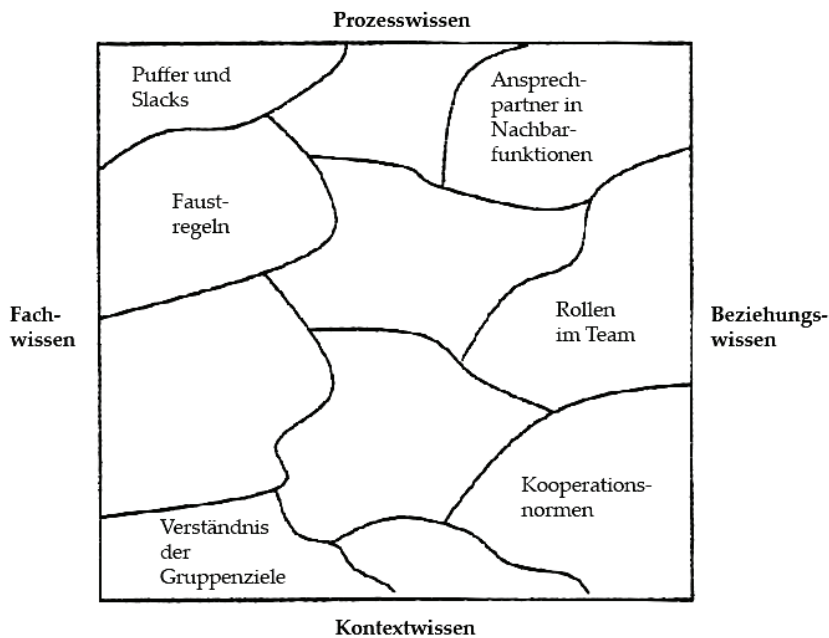 Prozesswissen
Puffer und
Slacks
Ansprech-
partner in
Nachbar-
funktionen
Faust-
regeln
Fach-
wissen
Rollen
im Team
Beziehungs-
wissen
Kooperations-
normen
Verständnis
der
Gruppenziele
Kontextwissen